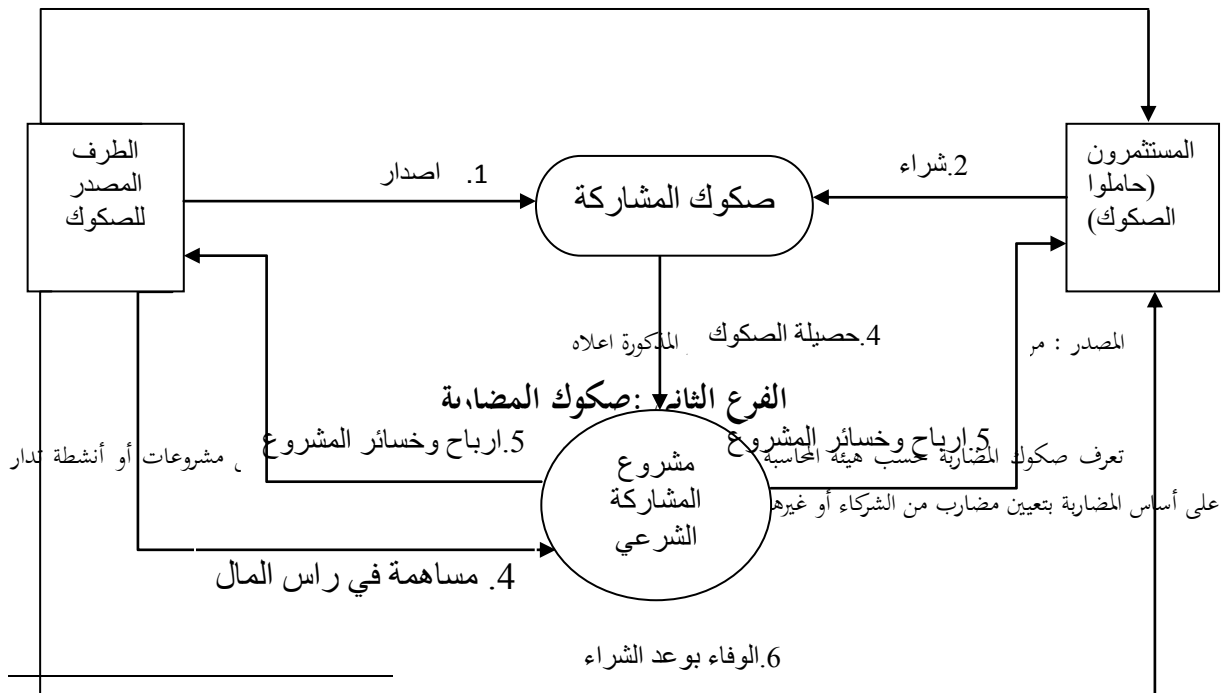 الطرف
المصدر
للصكوك
1. اصدار
صكوك المشاركة
2.شراء
المستثمرون
(حاملوا
الصكوك)
4.حصيلة الصكوك
المصدر : المذكورة اعلاه
الفرع الثاني :صكوك المضاربة
5.ارباح وخسائر المشروع
5.ارباح وخسائر المشروع
تعرف صكوك المضاربة حسب هيئة المحاسبة مشروعات أو أنشطة تدار
على أساس المضاربة بتعيين مضارب من الشركاء أو
مشروع
المشاركة
الشرعي
4. مساهمة في راس المال
6.الوفاء بوعد الشراء